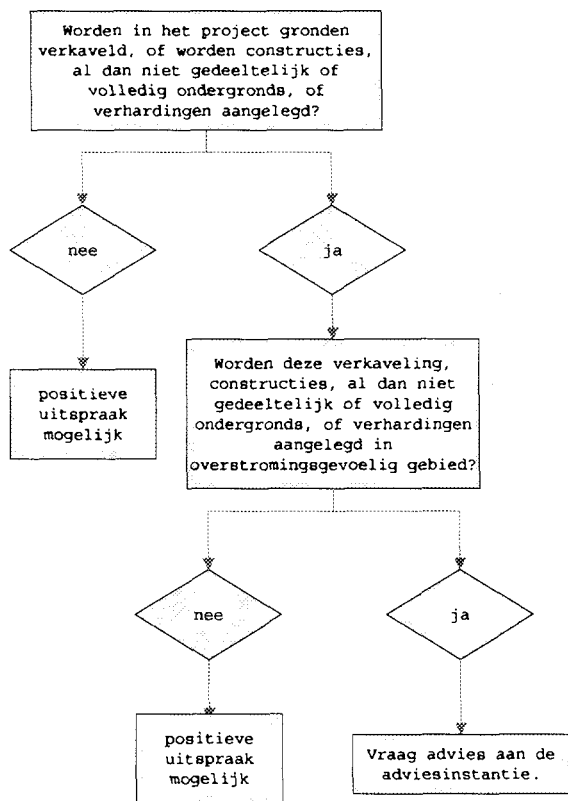 Worden in het project gronden
verkaveld, of worden constructies,
al dan niet gedeeltelijk of
volledig ondergronds, of
verhardingen aangelegd?
nee
ja
positieve
uitspraak
mogelijk
Worden deze verkaveling,
constructies, al dan niet
gedeeltelijk of volledig
ondergronds, of verhardingen
aangelegd in
overstromingsgevoelig gebied?
nee
ja
positieve
uitspraak
mogelijk
Vraag advies aan de
adviesinstantie.